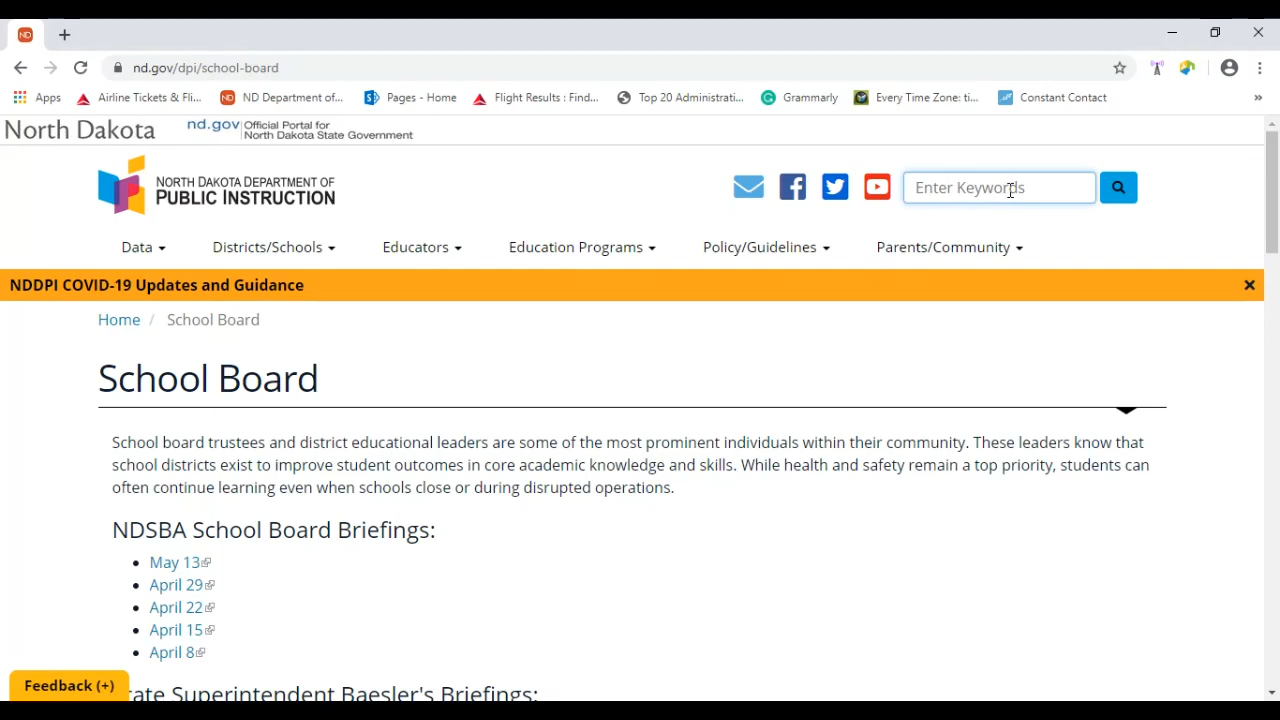 ND
nd.gov/dpi/school-board
Apps
Airline Tickets & Fli...
ND
ND Department of...
Pages - Home
Flight Results : Find...
Top 20 Administrati...
Grammarly
Every Time Zone: ti...
Constant Contact
»
North Dakota
nd.gov
Official Portal for
North Dakota State Government
NORTH DAKOTA DEPARTMENT OF
PUBLIC INSTRUCTION
Enter Keywords
Data
Districts/Schools
Educators
Education Programs
Policy/Guidelines
Parents/Community
NDDPI COVID-19 Updates and Guidance
Home / School Board
School Board
School board trustees and district educational leaders are some of the most prominent individuals within their community. These leaders know that
school districts exist to improve student outcomes in core academic knowledge and skills. While health and safety remain a top priority, students can
often continue learning even when schools close or during disrupted operations.
NDSBA School Board Briefings:
• May 13
• April 29
• April 22
• April 15
• April 8
Feedback (+)
tate Superintendent Baesler's Briefings: